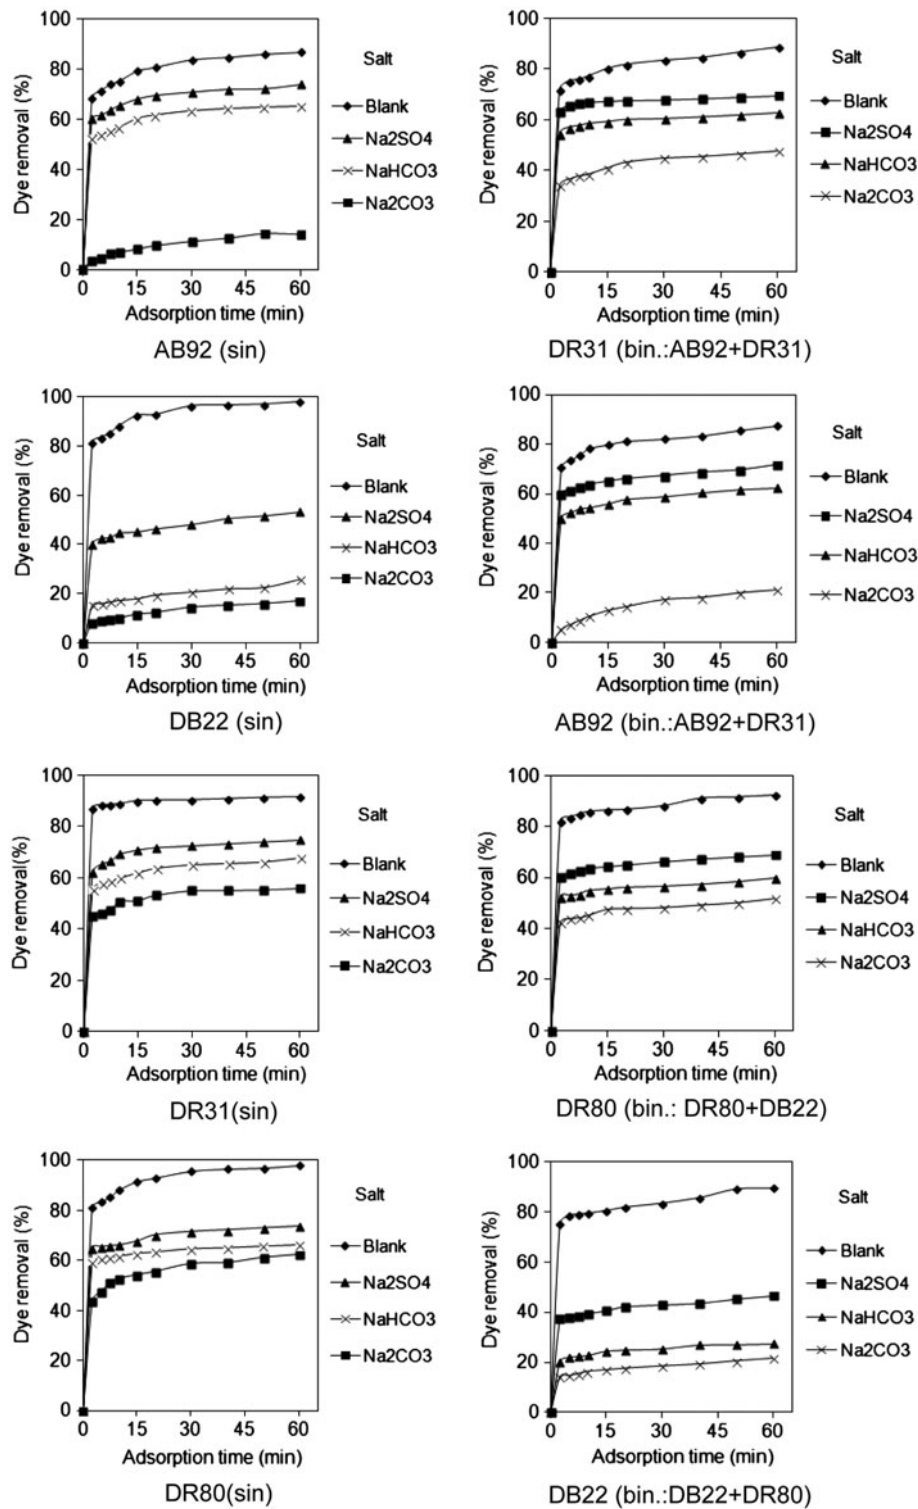 100
80
60
40
20
0
Dye removal (%)
0 15 30 45 60
Adsorption time (min)
Salt
Blank
Na2SO4
NaHCO3
Na2CO3
AB92 (sin)
100
80
60
40
20
0
Dye removal (%)
0 15 30 45 60
Adsorption time (min)
Salt
Blank
Na2SO4
NaHCO3
Na2CO3
DR31 (bin.:AB92+DR31)
100
80
60
40
20
0
Dye removal (%)
0 15 30 45 60
Adsorption time (min)
Salt
Blank
Na2SO4
NaHCO3
Na2CO3
DB22 (sin)
100
80
60
40
20
0
Dye removal (%)
0 15 30 45 60
Adsorption time (min)
Salt
Blank
Na2SO4
NaHCO3
Na2CO3
AB92 (bin.:AB92+DR31)
100
80
60
40
20
0
Dye removal(%)
0 15 30 45 60
Adsorption time (min)
Salt
Blank
Na2SO4
NaHCO3
Na2CO3
DR31(sin)
100
80
60
40
20
0
Dye removal (%)
0 15 30 45 60
Adsorption time (min)
Salt
Blank
Na2SO4
NaHCO3
Na2CO3
DR80 (bin.: DR80+DB22)
100
80
60
40
20
0
Dye removal (%)
0 15 30 45 60
Adsorption time (min)
Salt
Blank
Na2SO4
NaHCO3
Na2CO3
DR80(sin)
100
80
60
40
20
0
Dye removal (%)
0 15 30 45 60
Adsorption time (min)
Salt
Blank
Na2SO4
NaHCO3
Na2CO3
DB22 (bin.:DB22+DR80)